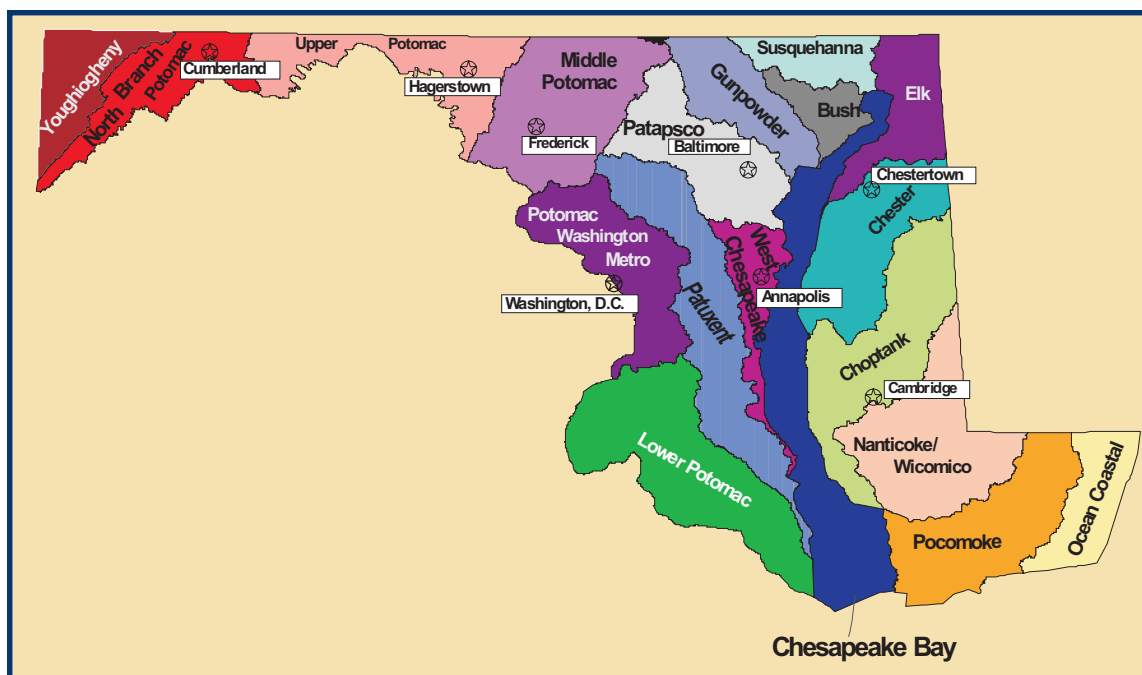 Youghiogheny
North Branch
Potomac
Cumberland
Upper Potomac
Hagerstown
Middle
Potomac
Frederick
Patapsco
Baltimore
Gunpowder
Susquehanna
Bush
Elk
Chestertown
Chester
Potomac
Washington
Metro
Washington, D.C.
Patuxent
West
Chesapeake
Annapolis
Choptank
Cambridge
Nanticoke/
Wicomico
Lower Potomac
Pocomoke
Ocean Coastal
Chesapeake Bay